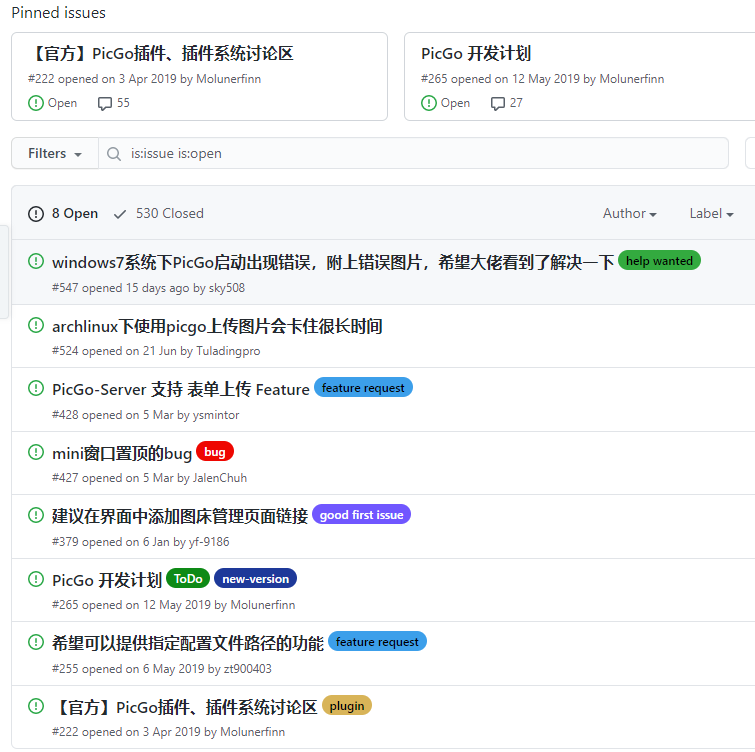 Pinned issues
【官方】PicGo插件、插件系统讨论区
#222 opened on 3 Apr 2019 by Molunerfinn
Open 55
PicGo 开发计划
#265 opened on 12 May 2019 by Molunerfinn
Open 27
Filters is:issue is:open
8 Open 530 Closed Author Label
windows7系统下PicGo启动出现错误，附上错误图片，希望大佬看到了解决一下 help wanted
#547 opened 15 days ago by sky508
archlinux下使用picgo上传图片会卡住很长时间
#524 opened on 21 Jun by Tuladingpro
PicGo-Server 支持 表单上传 Feature feature request
#428 opened on 5 Mar by ysmintor
mini窗口置顶的bug bug
#427 opened on 5 Mar by JalenChuh
建议在界面中添加图床管理页面链接 good first issue
#379 opened on 6 Jan by yf-9186
PicGo 开发计划 ToDo new-version
#265 opened on 12 May 2019 by Molunerfinn
希望可以提供指定配置文件路径的功能 feature request
#255 opened on 6 May 2019 by zt900403
【官方】PicGo插件、插件系统讨论区 plugin
#222 opened on 3 Apr 2019 by Molunerfinn